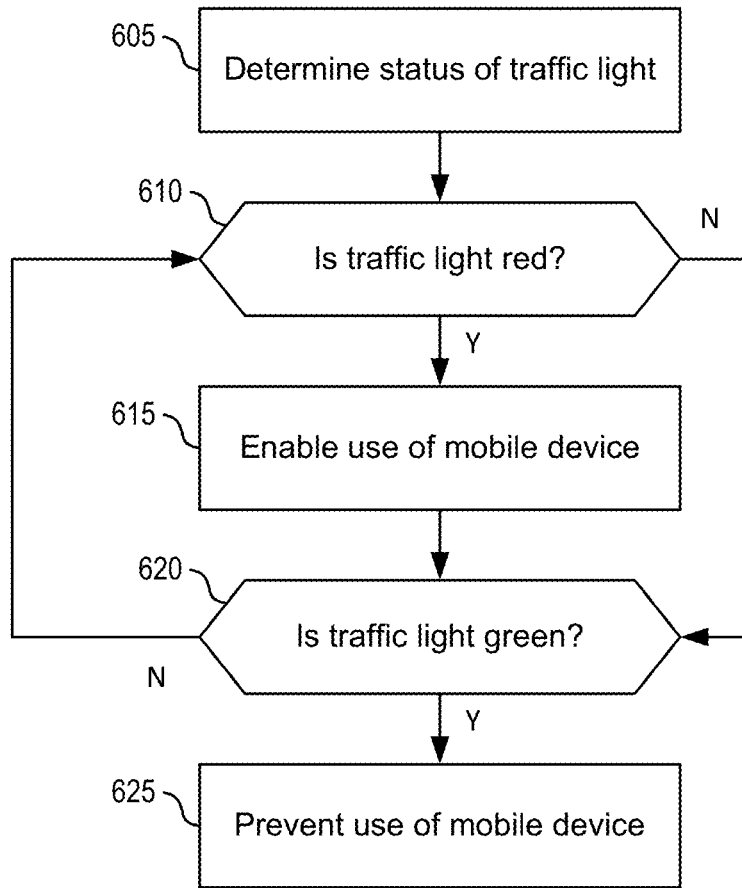 605
Determine status of traffic light
610
N
Is traffic light red?
Y
615
Enable use of mobile device
620
Is traffic light green?
N
Y
625
Prevent use of mobile device